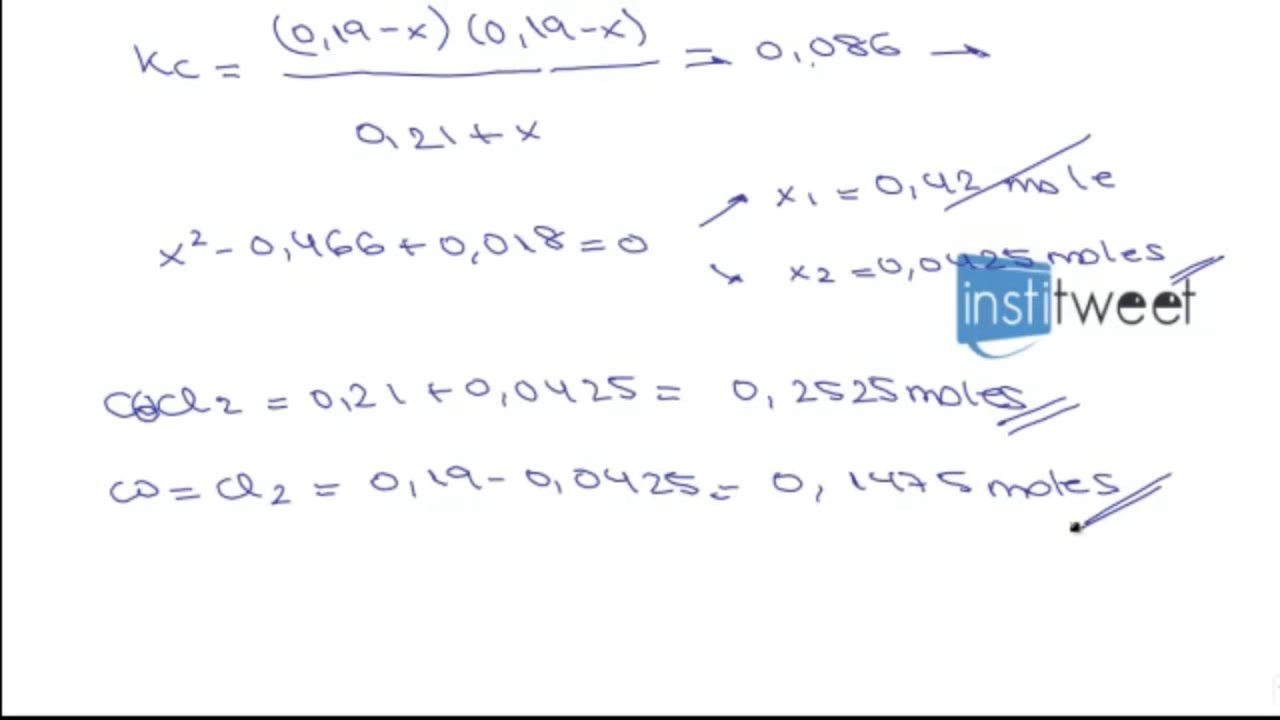 Kc = (0,19-x)(0,19-x) / 0,21+x = 0,086 →
x² - 0,466 + 0,018 = 0
x₁ = 0,42 mole
x₂ = 0,0425 moles
institweet
COCl₂ = 0,21 + 0,0425 = 0,2525 moles
CO = Cl₂ = 0,19 - 0,0425 = 0,1475 moles